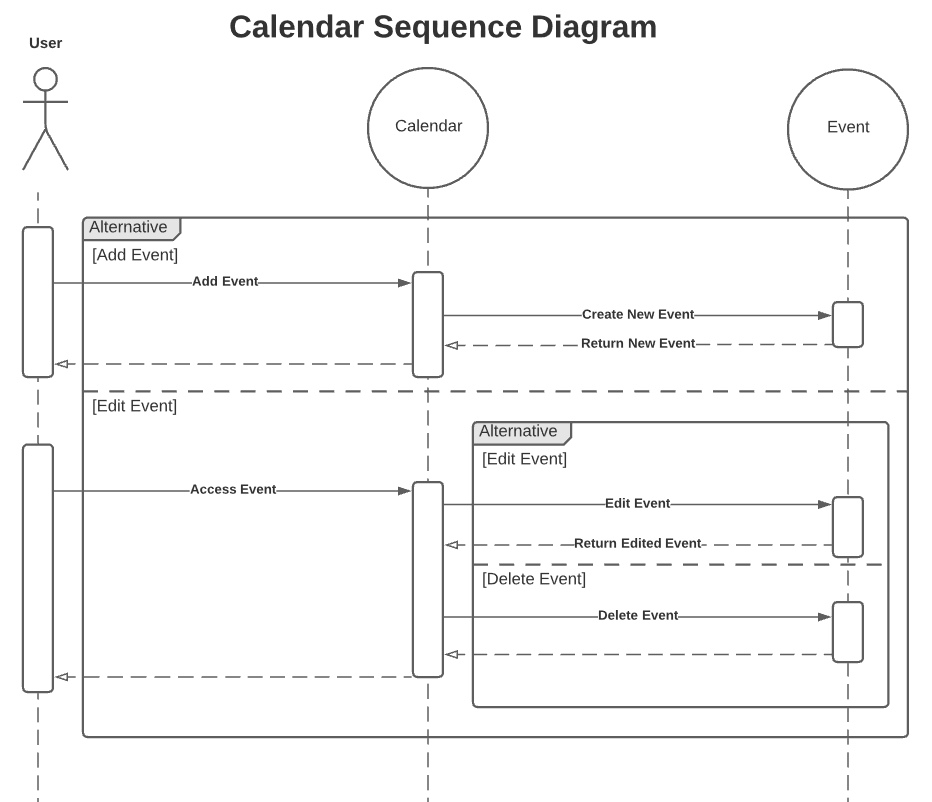 Calendar Sequence Diagram
User
Calendar
Event
Alternative
[Add Event]
Add Event
Create New Event
Return New Event
[Edit Event]
Alternative
[Edit Event]
Access Event
Edit Event
Return Edited Event
[Delete Event]
Delete Event